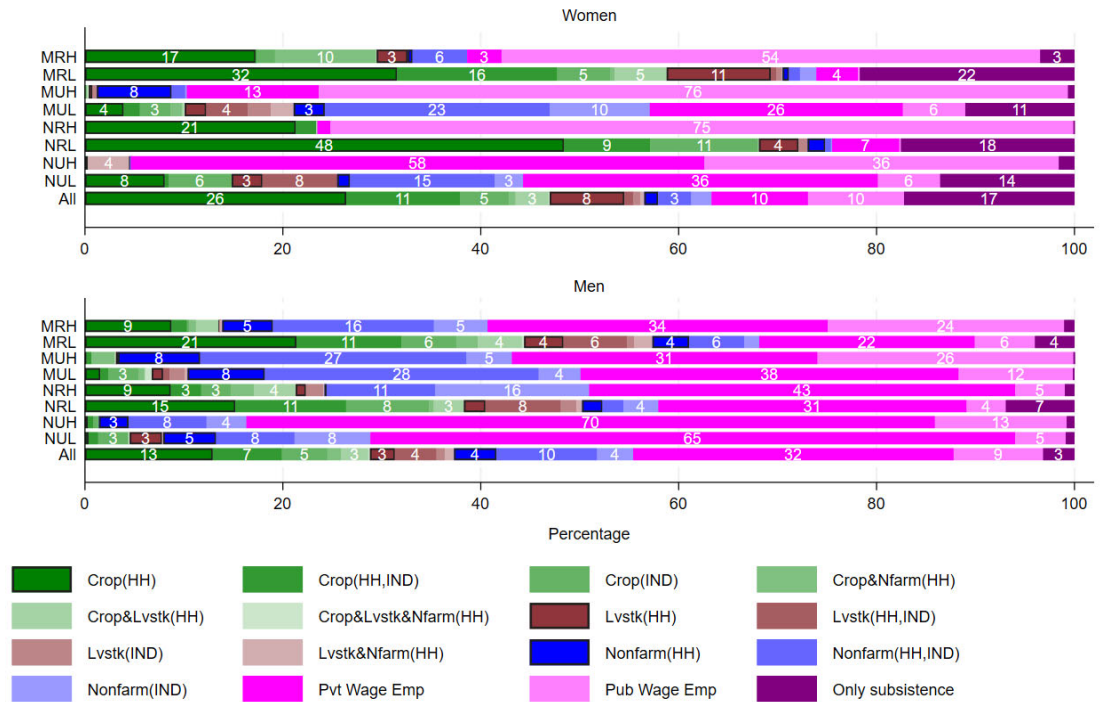 Women
MRH 17 10 3 6 3 54 3
MRL 32 16 5 5 11 4 22
MUH 8 13 76
MUL 4 3 4 4 23 10 26 6 11
NRH 21 75
NRL 48 9 11 4 7 18
NUH 4 58 36
NUL 8 6 3 8 15 3 36 6 14
All 26 11 5 3 8 3 10 10 17
0 20 40 60 80 100
Men
MRH 9 5 16 5 34 24
MRL 21 11 6 4 4 6 4 6 22 6 4
MUH 8 27 5 31 26
MUL 3 8 28 4 38 12
NRH 9 3 3 4 11 16 43 5
NRL 15 11 8 3 8 4 31 4 7
NUH 3 8 4 70 13
NUL 4 3 5 8 8 65 5
All 13 7 5 3 3 4 4 10 4 32 9 3
0 20 40 60 80 100
Percentage
Crop(HH) Crop(HH,IND) Crop(IND) Crop&Nfarm(HH)
Crop&Lvstk(HH) Crop&Lvstk&Nfarm(HH) Lvstk(HH) Lvstk(HH,IND)
Lvstk(IND) Lvstk&Nfarm(HH) Nonfarm(HH) Nonfarm(HH,IND)
Nonfarm(IND) Pvt Wage Emp Pub Wage Emp Only subsistence